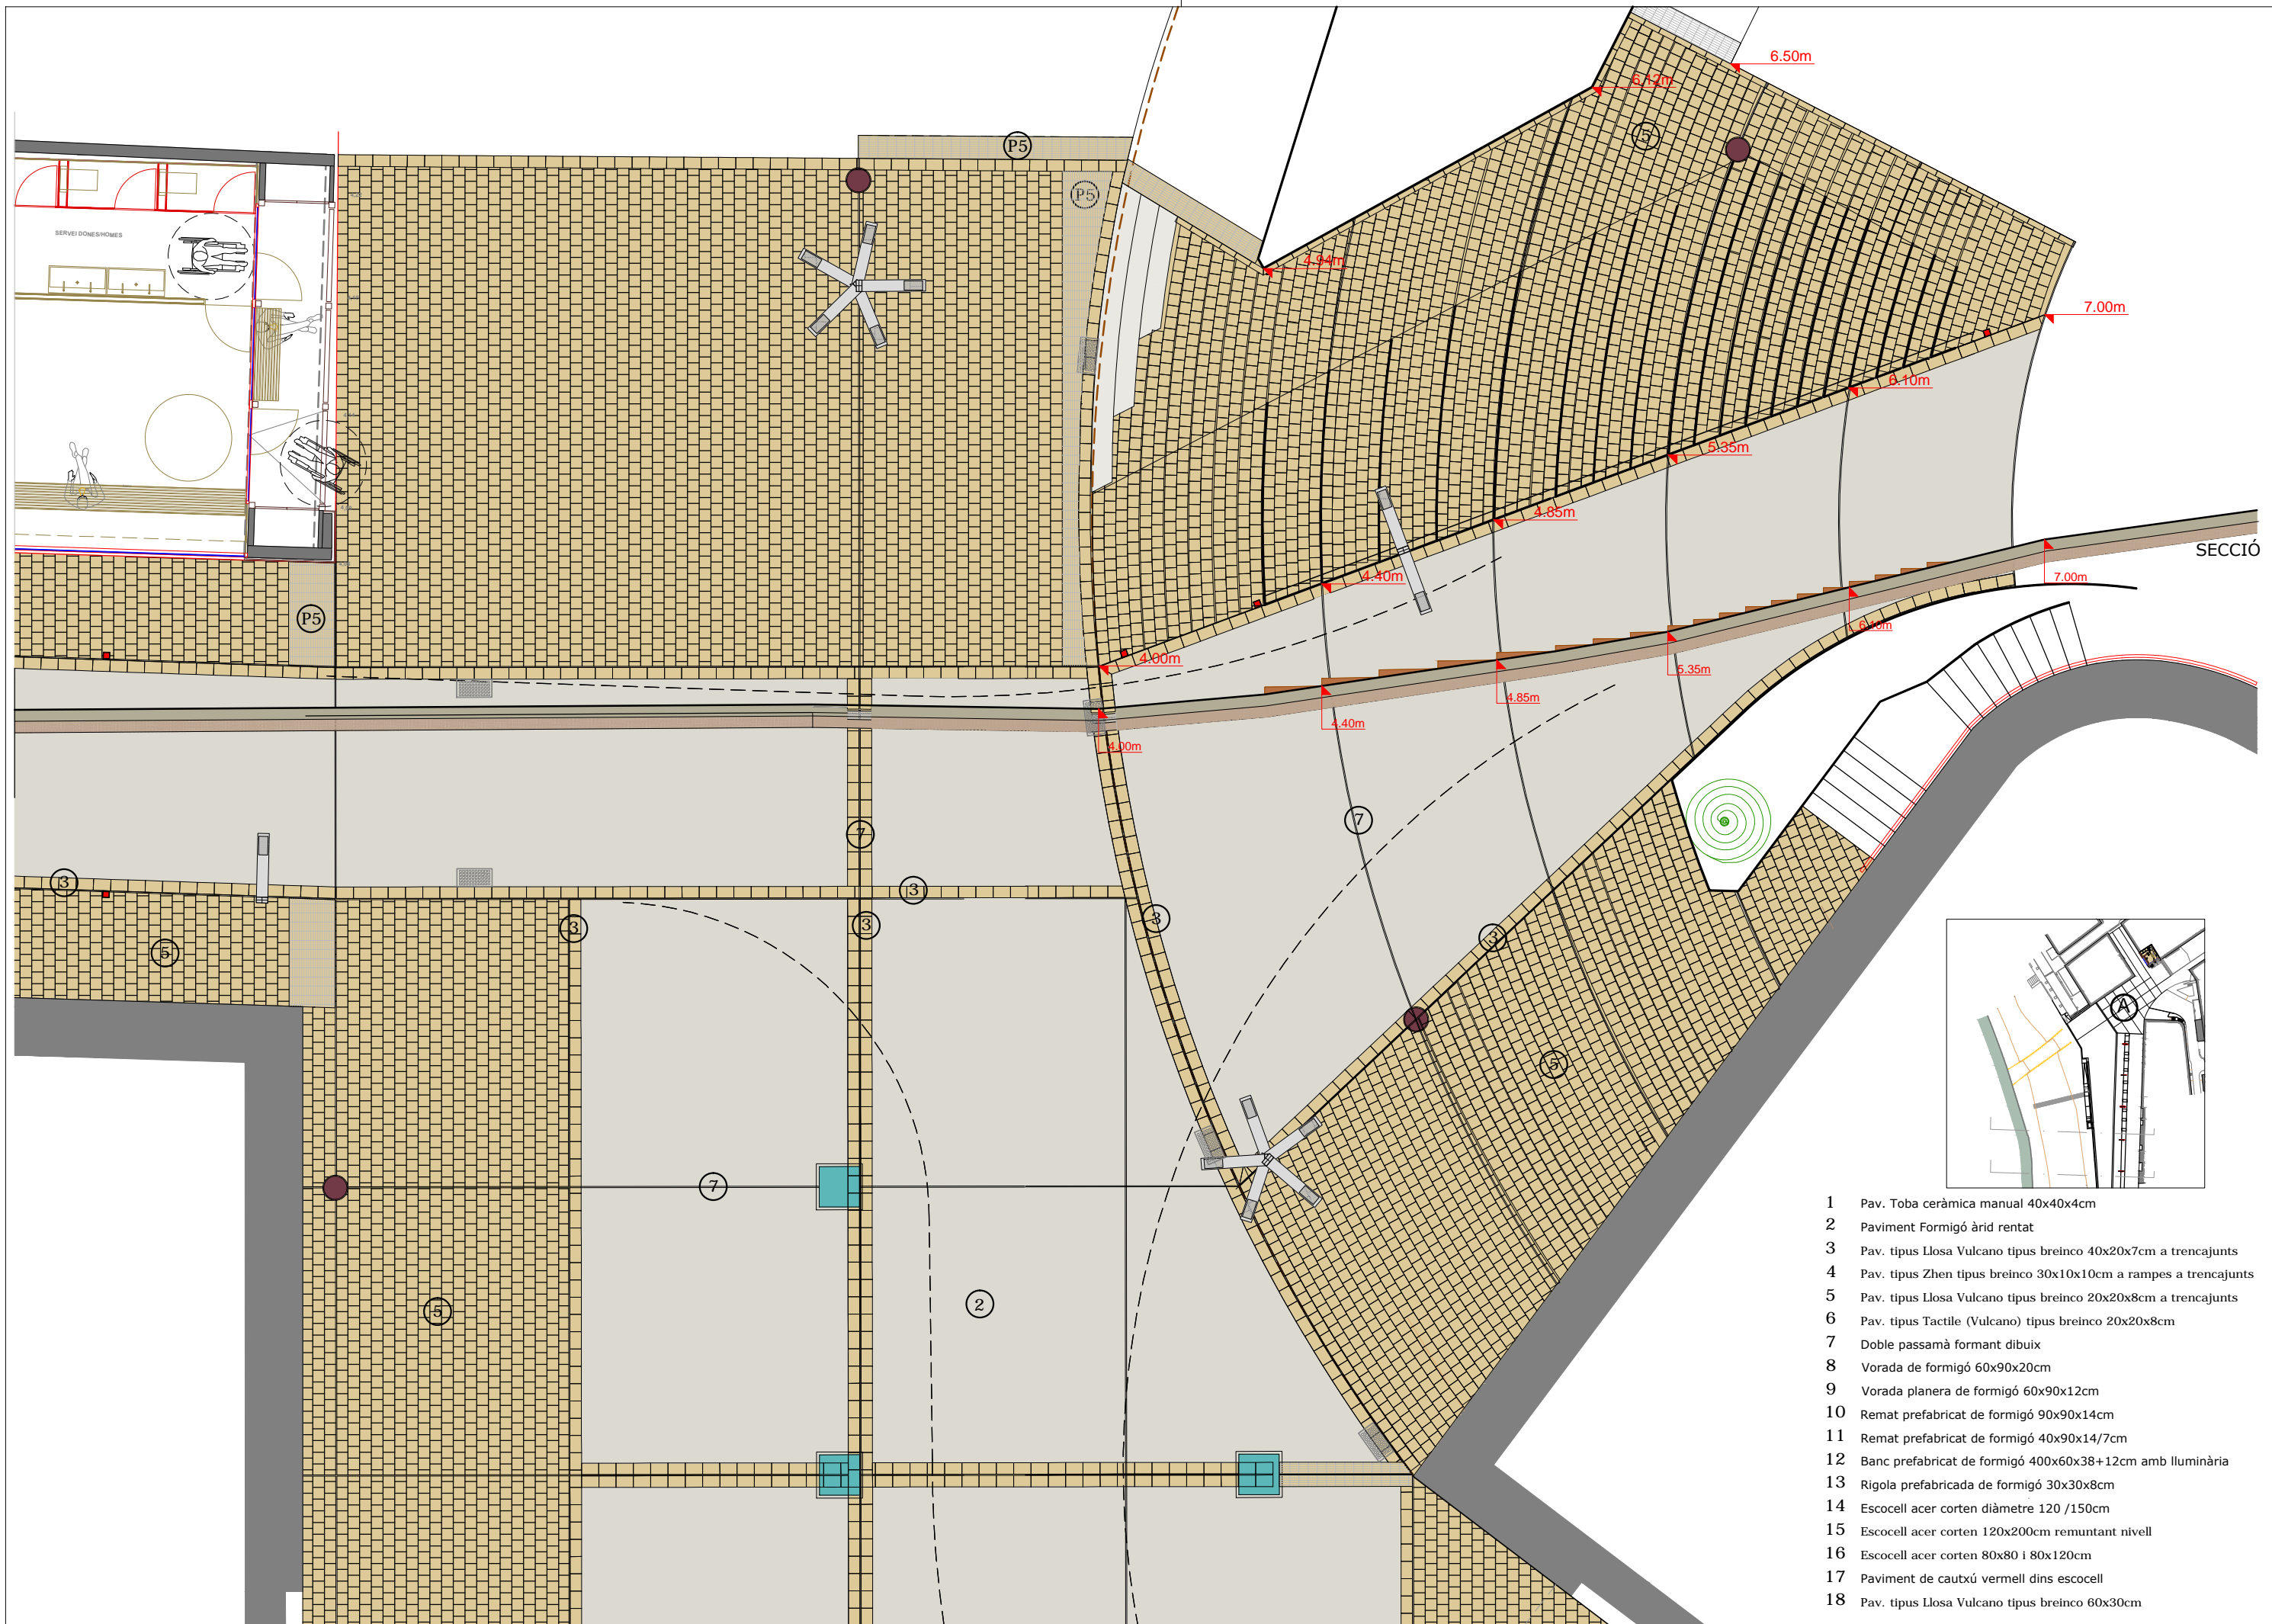 6.50m
6.12m
5
P5
P5
SERVEI DONES/HOMES
4.94m
7.00m
6.10m
5.35m
4.85m
SECCIÓ
4.40m
7.00m
P5
6.10m
4.00m
5.35m
4.85m
4.40m
4.00m
7
7
3
3
3
3
3
3
5
5
A
7
5
2
1 Pav. Toba ceràmica manual 40x40x4cm
2 Paviment Formigó àrid rentat
3 Pav. tipus Llosa Vulcano tipus breinco 40x20x7cm a trencajunts
4 Pav. tipus Zhen tipus breinco 30x10x10cm a rampes a trencajunts
5 Pav. tipus Llosa Vulcano tipus breinco 20x20x8cm a trencajunts
6 Pav. tipus Tactile (Vulcano) tipus breinco 20x20x8cm
7 Doble passamà formant dibuix
8 Vorada de formigó 60x90x20cm
9 Vorada planera de formigó 60x90x12cm
10 Remat prefabricat de formigó 90x90x14cm
11 Remat prefabricat de formigó 40x90x14/7cm
12 Banc prefabricat de formigó 400x60x38+12cm amb lluminària
13 Rigola prefabricada de formigó 30x30x8cm
14 Escocell acer corten diàmetre 120 /150cm
15 Escocell acer corten 120x200cm remuntant nivell
16 Escocell acer corten 80x80 i 80x120cm
17 Paviment de cautxú vermell dins escocell
18 Pav. tipus Llosa Vulcano tipus breinco 60x30cm